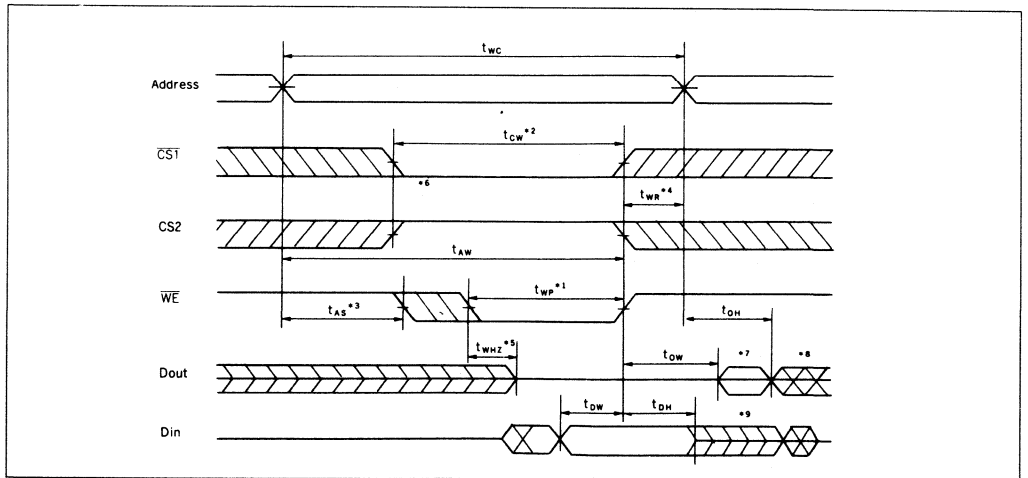 tWC
Address
tCW*2
CS1
*6
tWR*4
CS2
tAW
WE
tWP*1
tAS*3
tOH
tWHZ*5
tOW
*7
*8
Dout
tDW
tDH
*9
Din